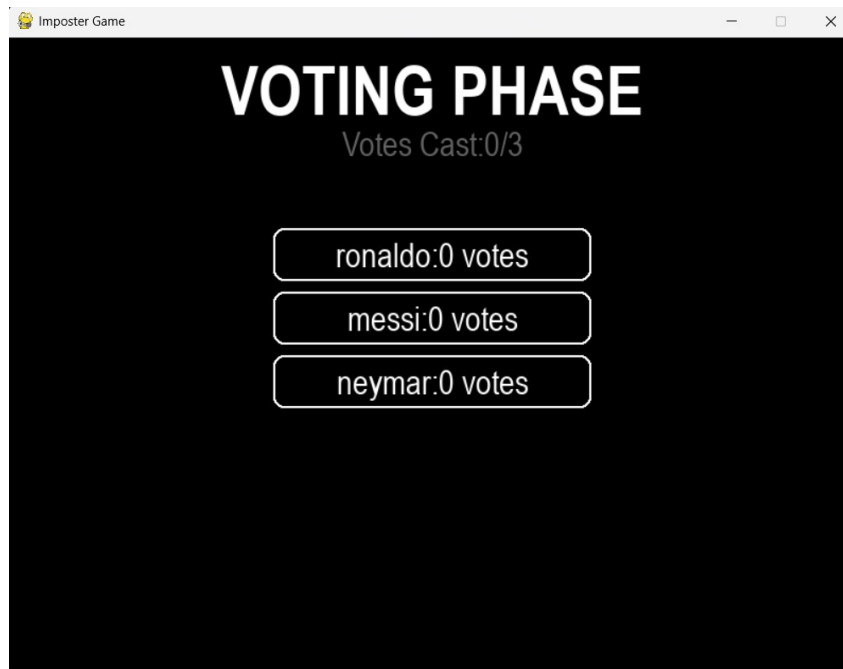 Imposter Game
VOTING PHASE
Votes Cast:0/3
ronaldo:0 votes
messi:0 votes
neymar:0 votes